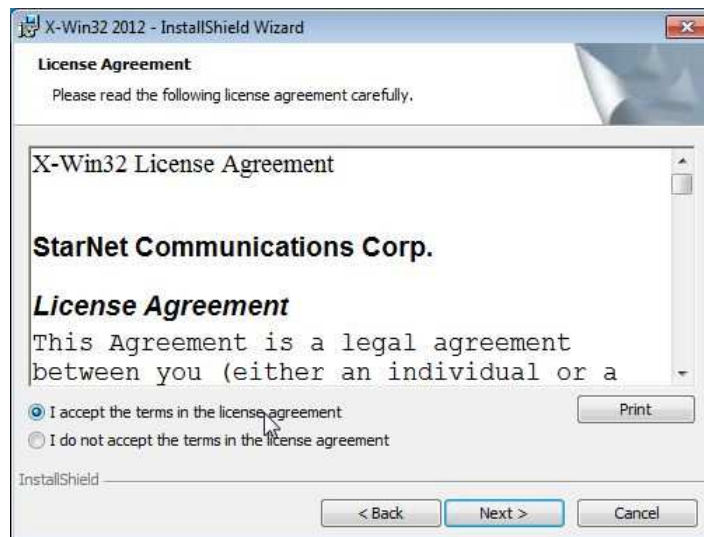 X-Win32 2012 - InstallShield Wizard
License Agreement
Please read the following license agreement carefully.
X-Win32 License Agreement
StarNet Communications Corp.
License Agreement
This Agreement is a legal agreement
between you (either an individual or a
I accept the terms in the license agreement
Print
I do not accept the terms in the license agreement
InstallShield
< Back
Next >
Cancel